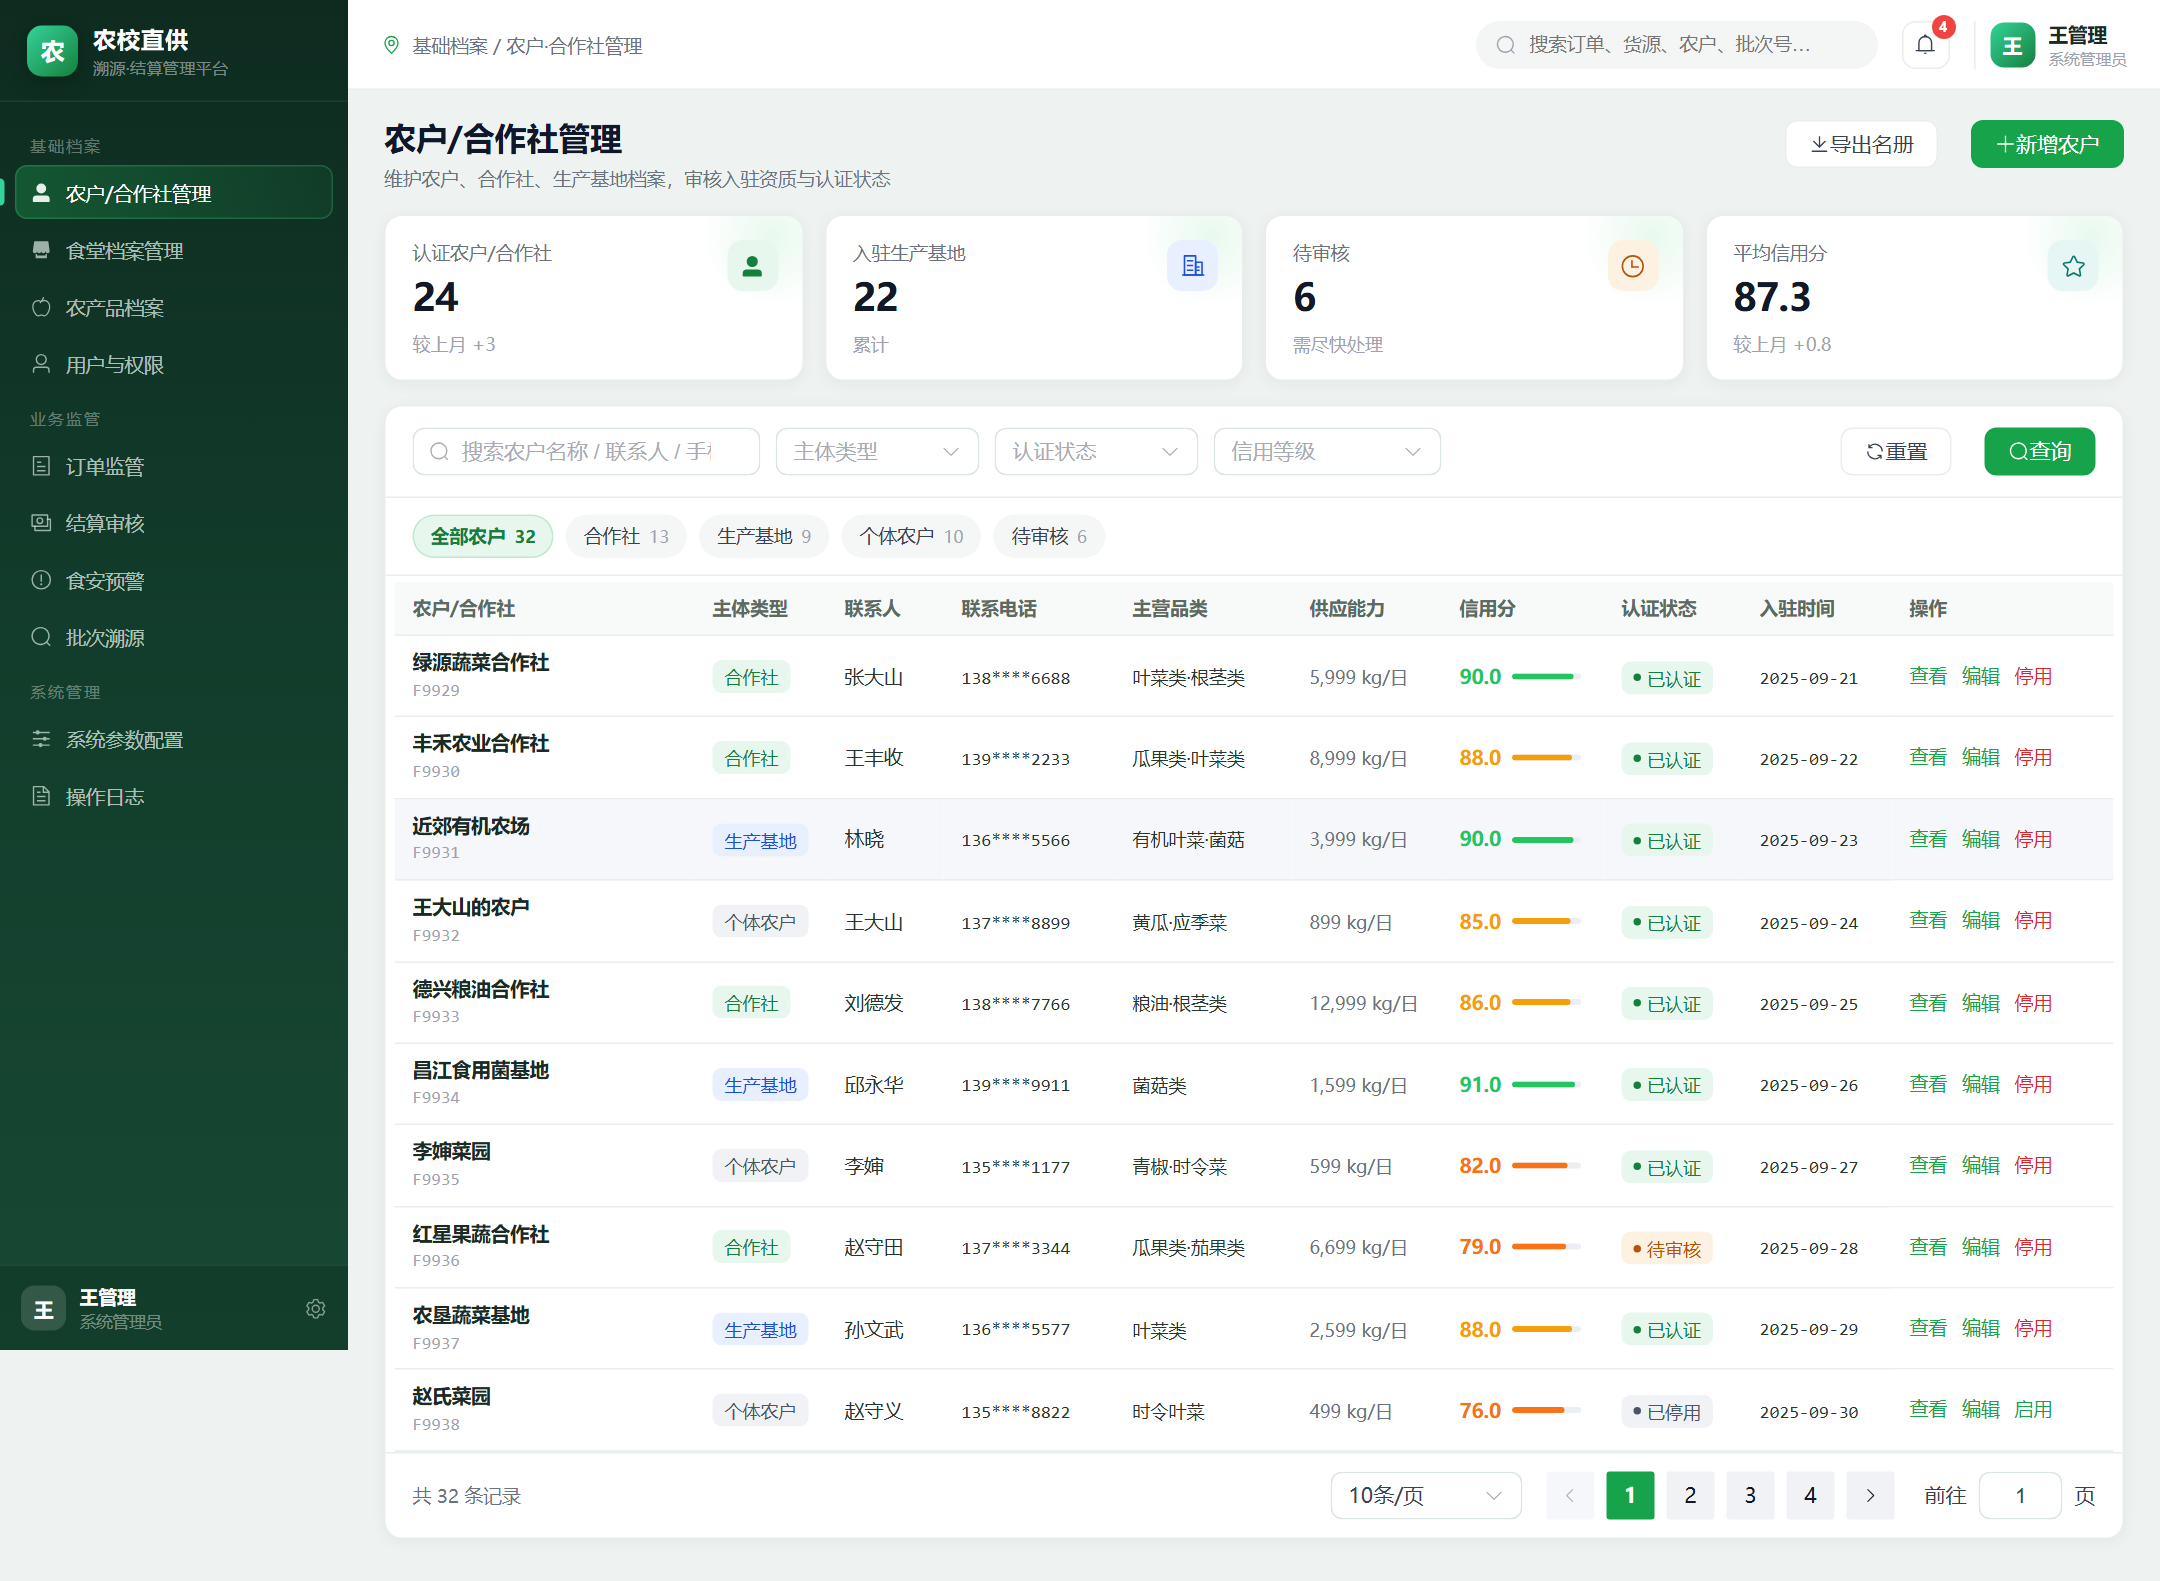 农
农校直供
溯源·结算管理平台
基础档案
农户/合作社管理
食堂档案管理
农产品档案
用户与权限
业务监管
订单监管
结算审核
食安预警
批次溯源
系统管理
系统参数配置
操作日志
王
王管理
系统管理员
基础档案 / 农户·合作社管理
搜索订单、货源、农户、批次号...
4
王
王管理
系统管理员
农户/合作社管理
维护农户、合作社、生产基地档案，审核入驻资质与认证状态
导出名册
新增农户
认证农户/合作社
24
较上月 +3
入驻生产基地
22
累计
待审核
6
需尽快处理
平均信用分
87.3
较上月 +0.8
搜索农户名称 / 联系人 / 手
主体类型
认证状态
信用等级
重置
查询
全部农户 32
合作社 13
生产基地 9
个体农户 10
待审核 6
农户/合作社 主体类型 联系人 联系电话 主营品类 供应能力 信用分 认证状态 入驻时间 操作
绿源蔬菜合作社
F9929
合作社 张大山 138****6688 叶菜类·根茎类 5,999 kg/日 90.0 已认证 2025-09-21 查看 编辑 停用
丰禾农业合作社
F9930
合作社 王丰收 139****2233 瓜果类·叶菜类 8,999 kg/日 88.0 已认证 2025-09-22 查看 编辑 停用
近郊有机农场
F9931
生产基地 林晓 136****5566 有机叶菜·菌菇 3,999 kg/日 90.0 已认证 2025-09-23 查看 编辑 停用
王大山的农户
F9932
个体农户 王大山 137****8899 黄瓜·应季菜 899 kg/日 85.0 已认证 2025-09-24 查看 编辑 停用
德兴粮油合作社
F9933
合作社 刘德发 138****7766 粮油·根茎类 12,999 kg/日 86.0 已认证 2025-09-25 查看 编辑 停用
昌江食用菌基地
F9934
生产基地 邱永华 139****9911 菌菇类 1,599 kg/日 91.0 已认证 2025-09-26 查看 编辑 停用
李婶菜园
F9935
个体农户 李婶 135****1177 青椒·时令菜 599 kg/日 82.0 已认证 2025-09-27 查看 编辑 停用
红星果蔬合作社
F9936
合作社 赵守田 137****3344 瓜果类·茄果类 6,699 kg/日 79.0 待审核 2025-09-28 查看 编辑 停用
农垦蔬菜基地
F9937
生产基地 孙文武 136****5577 叶菜类 2,599 kg/日 88.0 已认证 2025-09-29 查看 编辑 停用
赵氏菜园
F9938
个体农户 赵守义 135****8822 时令叶菜 499 kg/日 76.0 已停用 2025-09-30 查看 编辑 启用
共 32 条记录
10条/页
1 2 3 4
前往 1 页